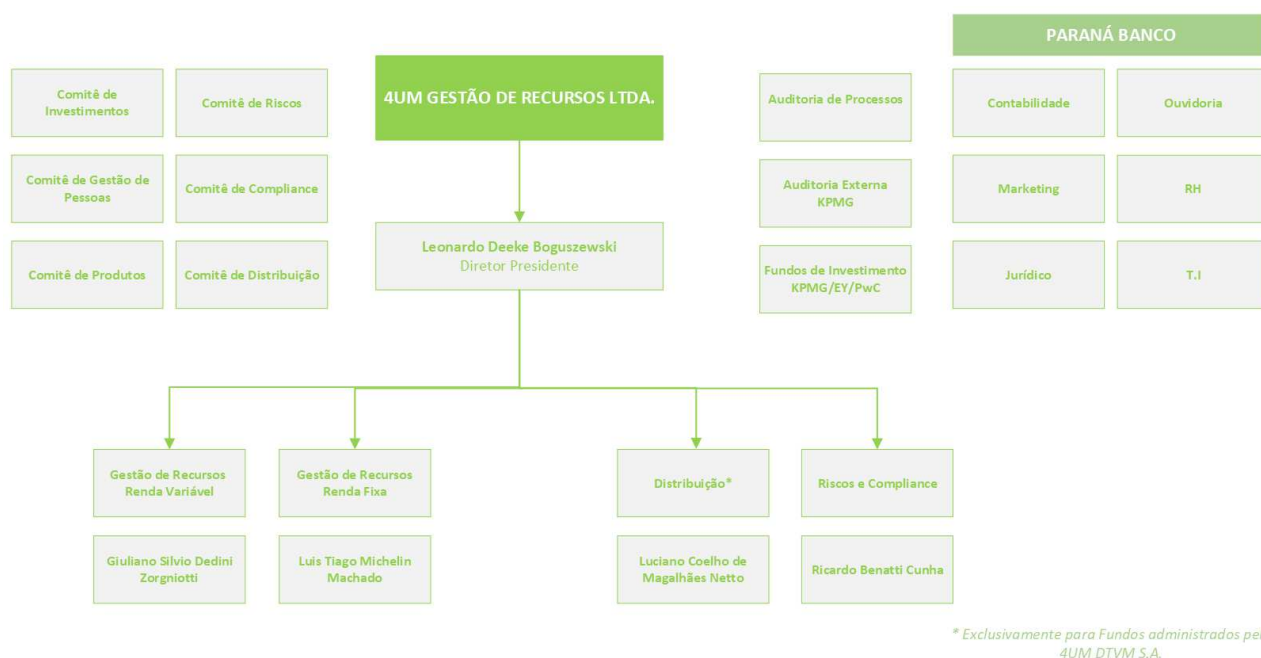 PARANÁ BANCO
Comitê de
Investimentos
Comitê de Riscos
4UM GESTÃO DE RECURSOS LTDA.
Auditoria de Processos
Contabilidade
Ouvidoria
Comitê de Gestão de
Pessoas
Comitê de Compliance
Auditoria Externa
KPMG
Marketing
RH
Leonardo Deeke Boguszewski
Diretor Presidente
Comitê de Produtos
Comitê de Distribuição
Fundos de Investimento
KPMG/EY/PwC
Jurídico
T.I
Gestão de Recursos
Renda Variável
Gestão de Recursos
Renda Fixa
Distribuição*
Riscos e Compliance
Giuliano Silvio Dedini
Zorgniotti
Luis Tiago Michelin
Machado
Luciano Coelho de
Magalhães Netto
Ricardo Benatti Cunha
* Exclusivamente para Fundos administrados
4UM DTVM S.A.